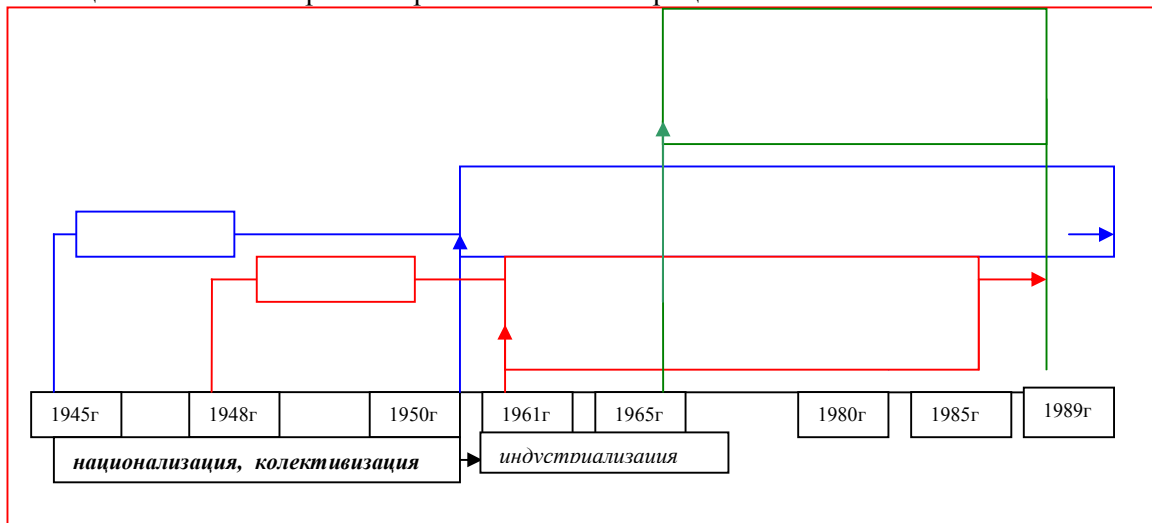 1945г 1948г 1950г 1961г 1965г 1980г 1985г 1989г
национализация, колективизация
индустриализация